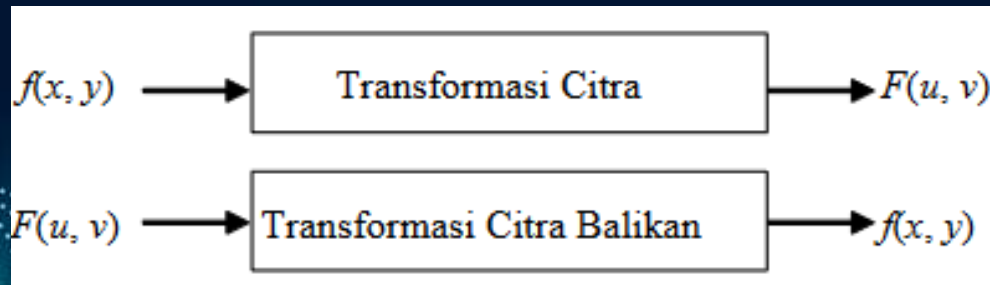 f(x, y) Transformasi Citra F(u, v)
F(u, v) Transformasi Citra Balikan f(x, y)